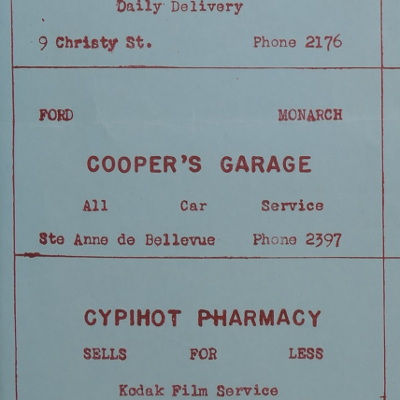 Daily Delivery
9 Christy St. Phone 2176
FORD MONARCH
COOPER'S GARAGE
All Car Service
Ste Anne de Bellevue Phone 2397
CYPIHOT PHARMACY
SELLS FOR LESS
Kodak Film Service